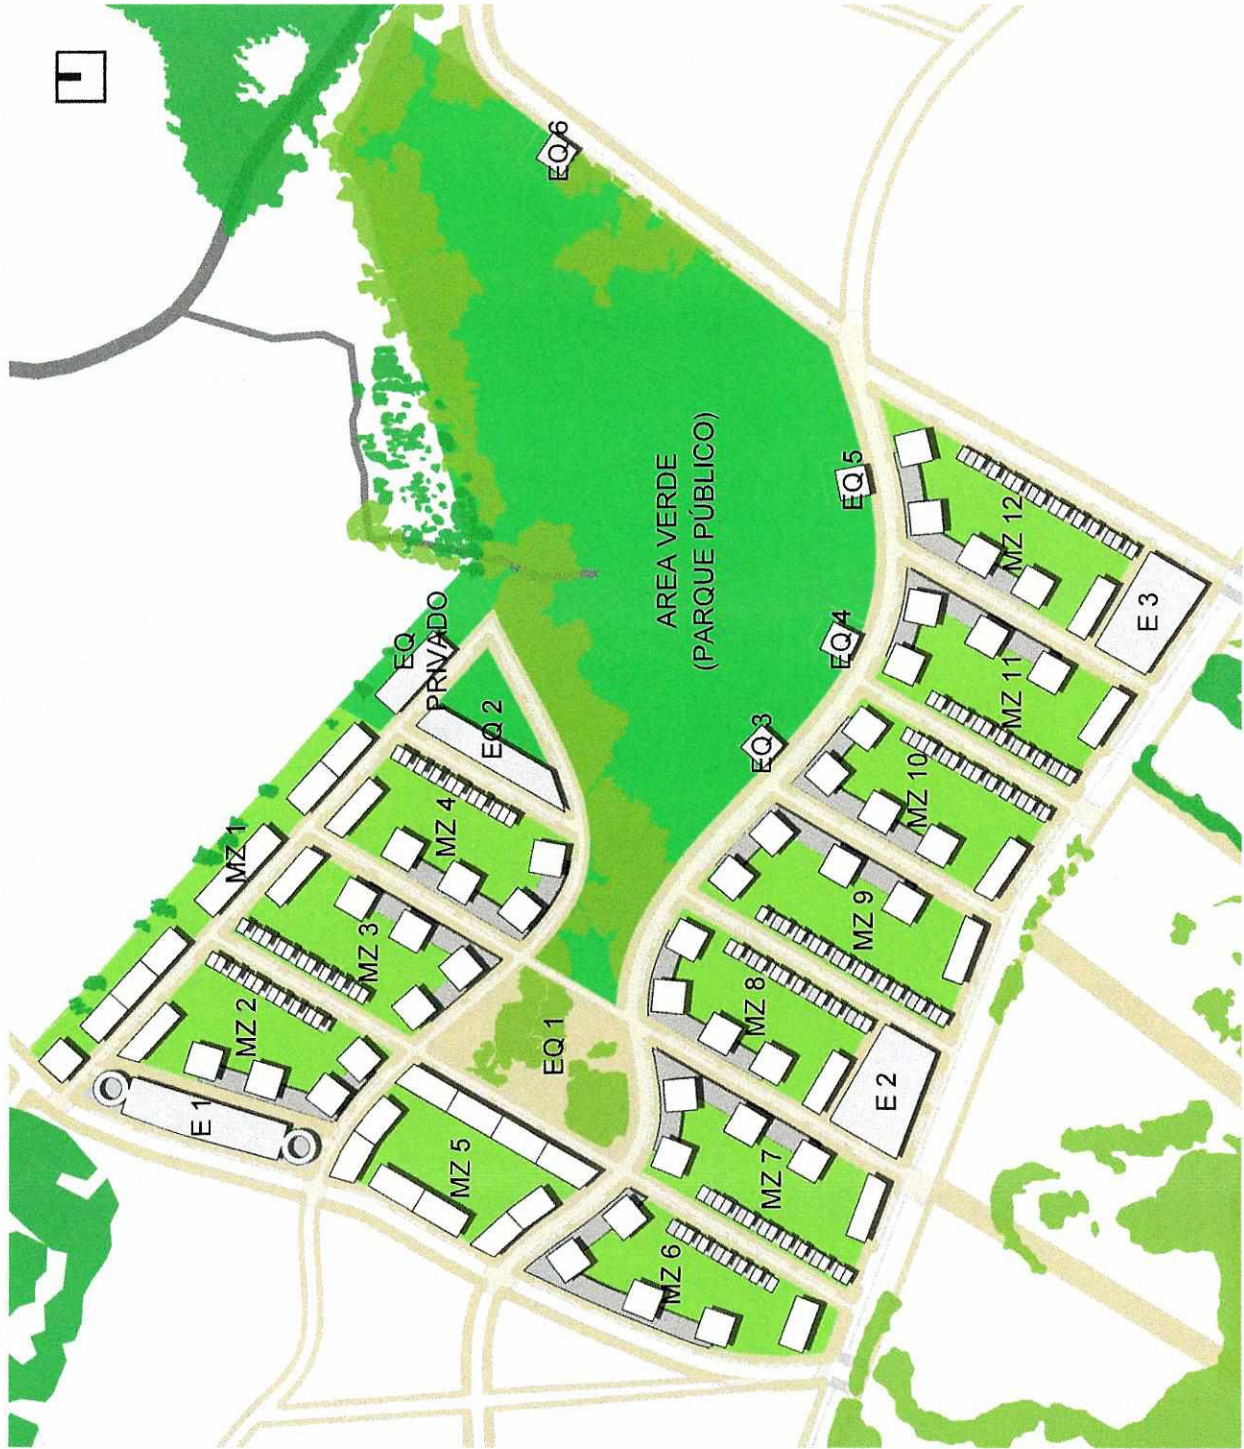 MZ 1
EQ
PRIVADO
EQ 2
MZ 4
MZ 3
MZ 2
E 1
MZ 5
EQ 1
EQ 6
AREA VERDE
(PARQUE PÚBLICO)
EQ 5
EQ 4
EQ 3
MZ 12
E 3
MZ 11
MZ 10
MZ 9
MZ 8
E 2
MZ 7
MZ 6